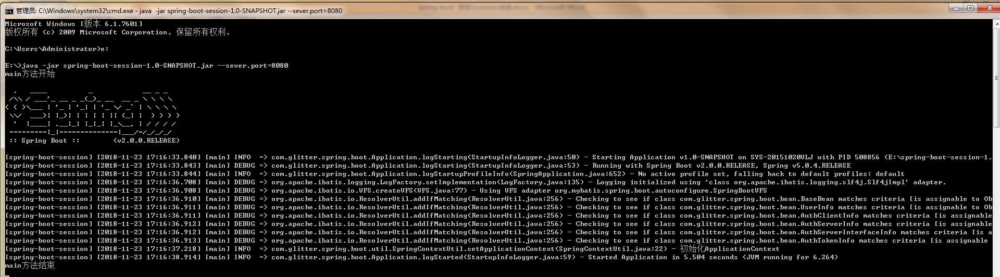 管理员: C:\Windows\system32\cmd.exe - java  -jar spring-boot-session-1.0-SNAPSHOT.jar --sever.port=8080
Microsoft Windows [版本 6.1.7601]
版权所有 (c) 2009 Microsoft Corporation。保留所有权利。
C:\Users\Administrator>e:
E:\>java -jar spring-boot-session-1.0-SNAPSHOT.jar --sever.port=8080
main方法开始
  .   ____          _            __ _ _
 /\\ / ___'_ __ _ _(_)_ __  __ _ \ \ \ \
( ( )\___ | '_ | '_| | '_ \/ _` | \ \ \ \
 \\/  ___)| |_)| | | | | || (_| |  ) ) ) )
  '  |____| .__|_| |_|_| |_\__, | / / / /
 =========|_|==============|___/=/_/_/_/
 :: Spring Boot ::        (v2.0.0.RELEASE)
[spring-boot-session] [2018-11-23 17:16:33.840] [main] INFO  => com.glitter.spring.boot.Application.logStarting(StartupInfoLogger.java:50) - Starting Application v1.0-SNAPSHOT on SYS-20151020VLJ with PID 508856 (E:\spring-boot-session-1.
[spring-boot-session] [2018-11-23 17:16:33.843] [main] DEBUG => com.glitter.spring.boot.Application.logStarting(StartupInfoLogger.java:53) - Running with Spring Boot v2.0.0.RELEASE, Spring v5.0.4.RELEASE
[spring-boot-session] [2018-11-23 17:16:33.844] [main] INFO  => com.glitter.spring.boot.Application.logStartupProfileInfo(SpringApplication.java:652) - No active profile set, falling back to default profiles: default
[spring-boot-session] [2018-11-23 17:16:36.708] [main] DEBUG => org.apache.ibatis.logging.LogFactory.setImplementation(LogFactory.java:135) - Logging initialized using 'class org.apache.ibatis.logging.slf4j.Slf4jImpl' adapter.
[spring-boot-session] [2018-11-23 17:16:36.908] [main] DEBUG => org.apache.ibatis.io.VFS.createVFS(VFS.java:77) - Using VFS adapter org.mybatis.spring.boot.autoconfigure.SpringBootVFS
[spring-boot-session] [2018-11-23 17:16:36.910] [main] DEBUG => org.apache.ibatis.io.ResolverUtil.addIfMatching(ResolverUtil.java:256) - Checking to see if class com.glitter.spring.boot.bean.BaseBean matches criteria [is assignable to Ob
[spring-boot-session] [2018-11-23 17:16:36.911] [main] DEBUG => org.apache.ibatis.io.ResolverUtil.addIfMatching(ResolverUtil.java:256) - Checking to see if class com.glitter.spring.boot.bean.UserInfo matches criteria [is assignable to Ob
[spring-boot-session] [2018-11-23 17:16:36.911] [main] DEBUG => org.apache.ibatis.io.ResolverUtil.addIfMatching(ResolverUtil.java:256) - Checking to see if class com.glitter.spring.boot.bean.AuthClientInfo matches criteria [is assignable
[spring-boot-session] [2018-11-23 17:16:36.912] [main] DEBUG => org.apache.ibatis.io.ResolverUtil.addIfMatching(ResolverUtil.java:256) - Checking to see if class com.glitter.spring.boot.bean.AuthServerInfo matches criteria [is assignable
[spring-boot-session] [2018-11-23 17:16:36.912] [main] DEBUG => org.apache.ibatis.io.ResolverUtil.addIfMatching(ResolverUtil.java:256) - Checking to see if class com.glitter.spring.boot.bean.AuthServerInterfaceInfo matches criteria [is a
[spring-boot-session] [2018-11-23 17:16:36.913] [main] DEBUG => org.apache.ibatis.io.ResolverUtil.addIfMatching(ResolverUtil.java:256) - Checking to see if class com.glitter.spring.boot.bean.AuthTokenInfo matches criteria [is assignable
[spring-boot-session] [2018-11-23 17:16:37.218] [main] INFO  => com.glitter.spring.boot.util.SpringContextUtil.setApplicationContext(SpringContextUtil.java:22) - 初始化ApplicationContext
[spring-boot-session] [2018-11-23 17:16:38.914] [main] INFO  => com.glitter.spring.boot.Application.logStarted(StartupInfoLogger.java:59) - Started Application in 5.504 seconds (JVM running for 6.264)
main方法结束